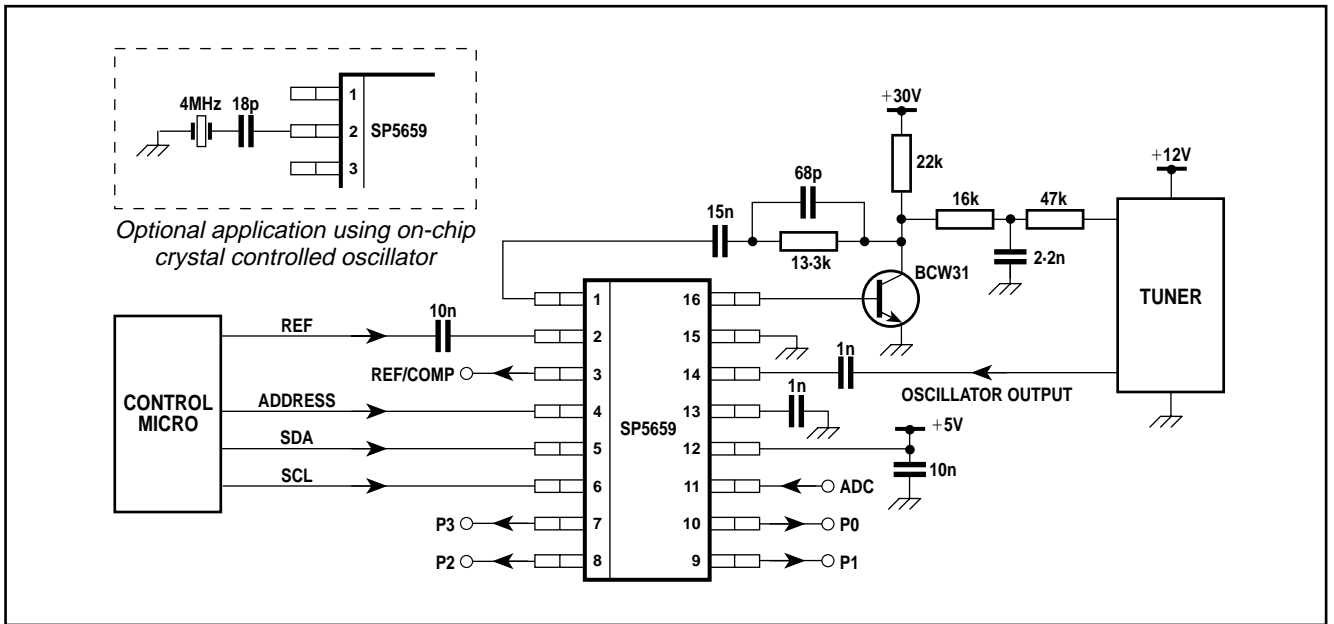 4MHz 18p
1
2
3
SP5659
Optional application using on-chip
crystal controlled oscillator
+30V
22k
+12V
68p
15n
13·3k
16k 47k
2·2n
BCW31
TUNER
CONTROL
MICRO
REF
10n
REF/COMP
ADDRESS
SDA
SCL
P3
P2
1
2
3
4
5
6
7
8
SP5659
16
15
14
13
12
11
10
9
1n
OSCILLATOR OUTPUT
1n
+5V
10n
ADC
P0
P1